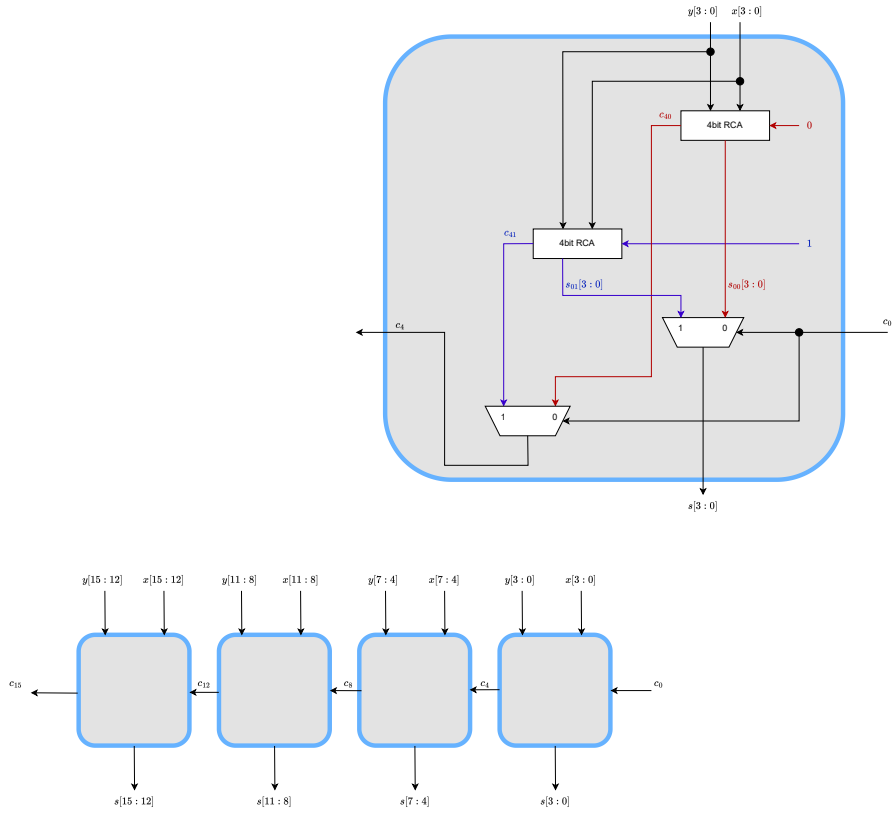 y[3 : 0] x[3 : 0]
c40 4bit RCA 0
c41 4bit RCA 1
s01[3 : 0] s00[3 : 0]
c4 1 0 c0
1 0
s[3 : 0]
y[15 : 12] x[15 : 12] y[11 : 8] x[11 : 8] y[7 : 4] x[7 : 4] y[3 : 0] x[3 : 0]
c15 c12 c8 c4 c0
s[15 : 12] s[11 : 8] s[7 : 4] s[3 : 0]